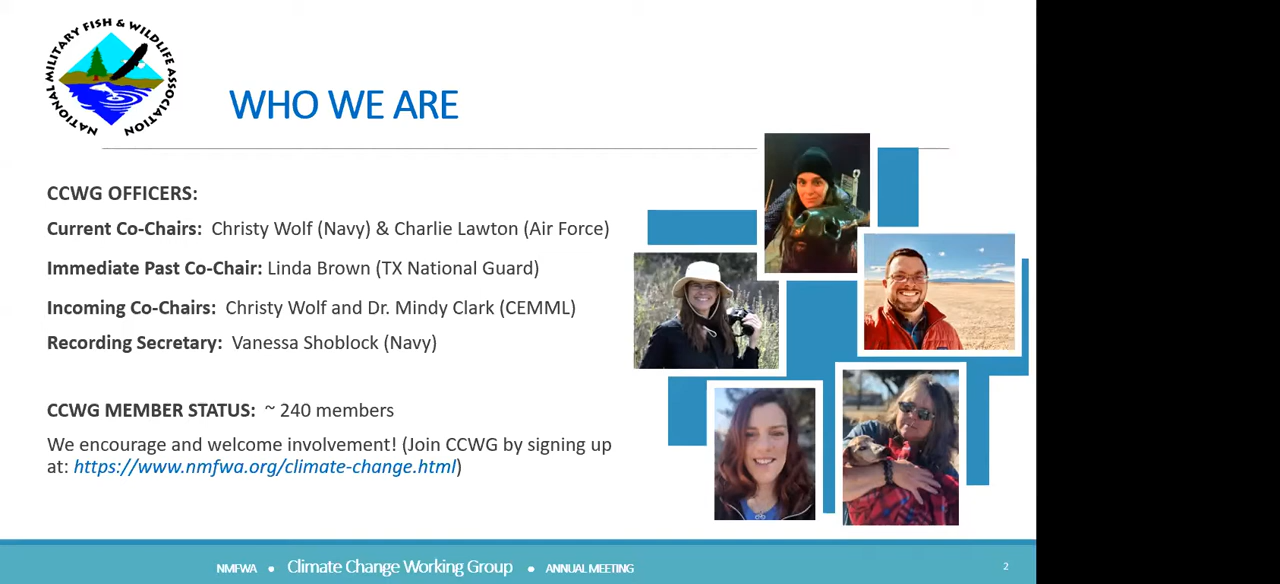 NATIONAL MILITARY FISH & WILDLIFE ASSOCIATION
WHO WE ARE
CCWG OFFICERS:
Current Co-Chairs: Christy Wolf (Navy) & Charlie Lawton (Air Force)
Immediate Past Co-Chair: Linda Brown (TX National Guard)
Incoming Co-Chairs: Christy Wolf and Dr. Mindy Clark (CEMML)
Recording Secretary: Vanessa Shoblock (Navy)
CCWG MEMBER STATUS: ~ 240 members
We encourage and welcome involvement! (Join CCWG by signing up
at: https://www.nmfwa.org/climate-change.html)
NMFWA • Climate Change Working Group • ANNUAL MEETING
2